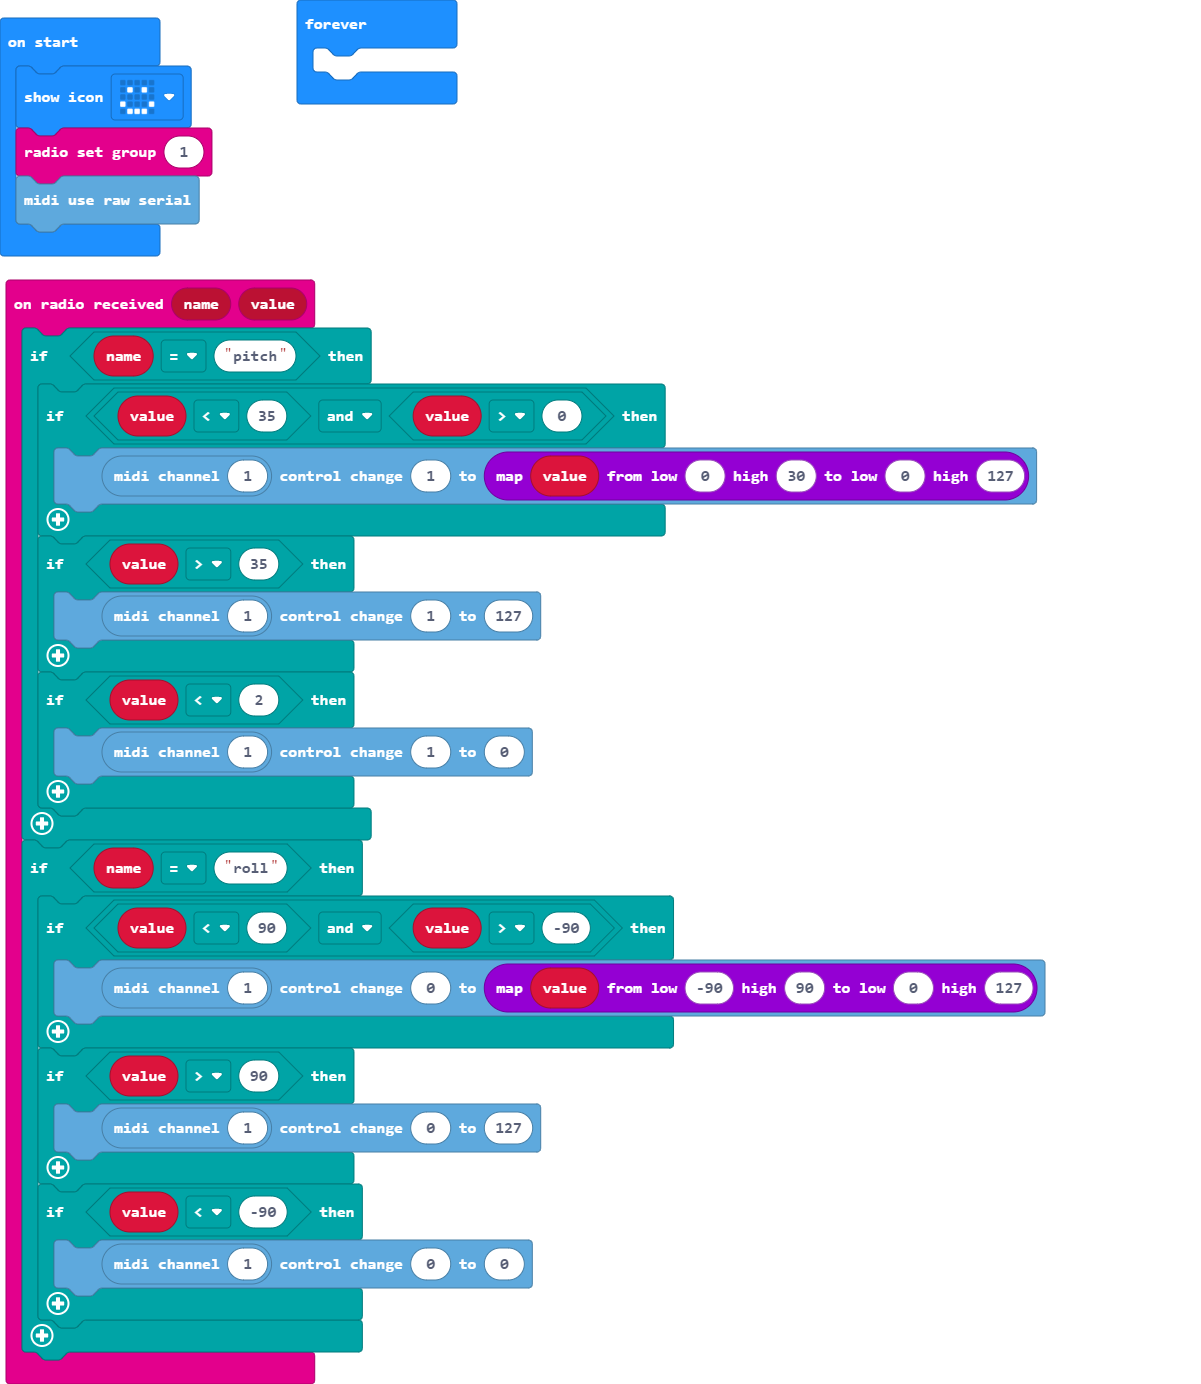 forever
on start
show icon
radio set group 1
midi use raw serial
on radio received name value
if name = "pitch" then
if value < 35 and value > 0 then
midi channel 1 control change 1 to map value from low 0 high 30 to low 0 high 127
if value > 35 then
midi channel 1 control change 1 to 127
if value < 2 then
midi channel 1 control change 1 to 0
if name = "roll" then
if value < 90 and value > -90 then
midi channel 1 control change 0 to map value from low -90 high 90 to low 0 high 127
if value > 90 then
midi channel 1 control change 0 to 127
if value < -90 then
midi channel 1 control change 0 to 0